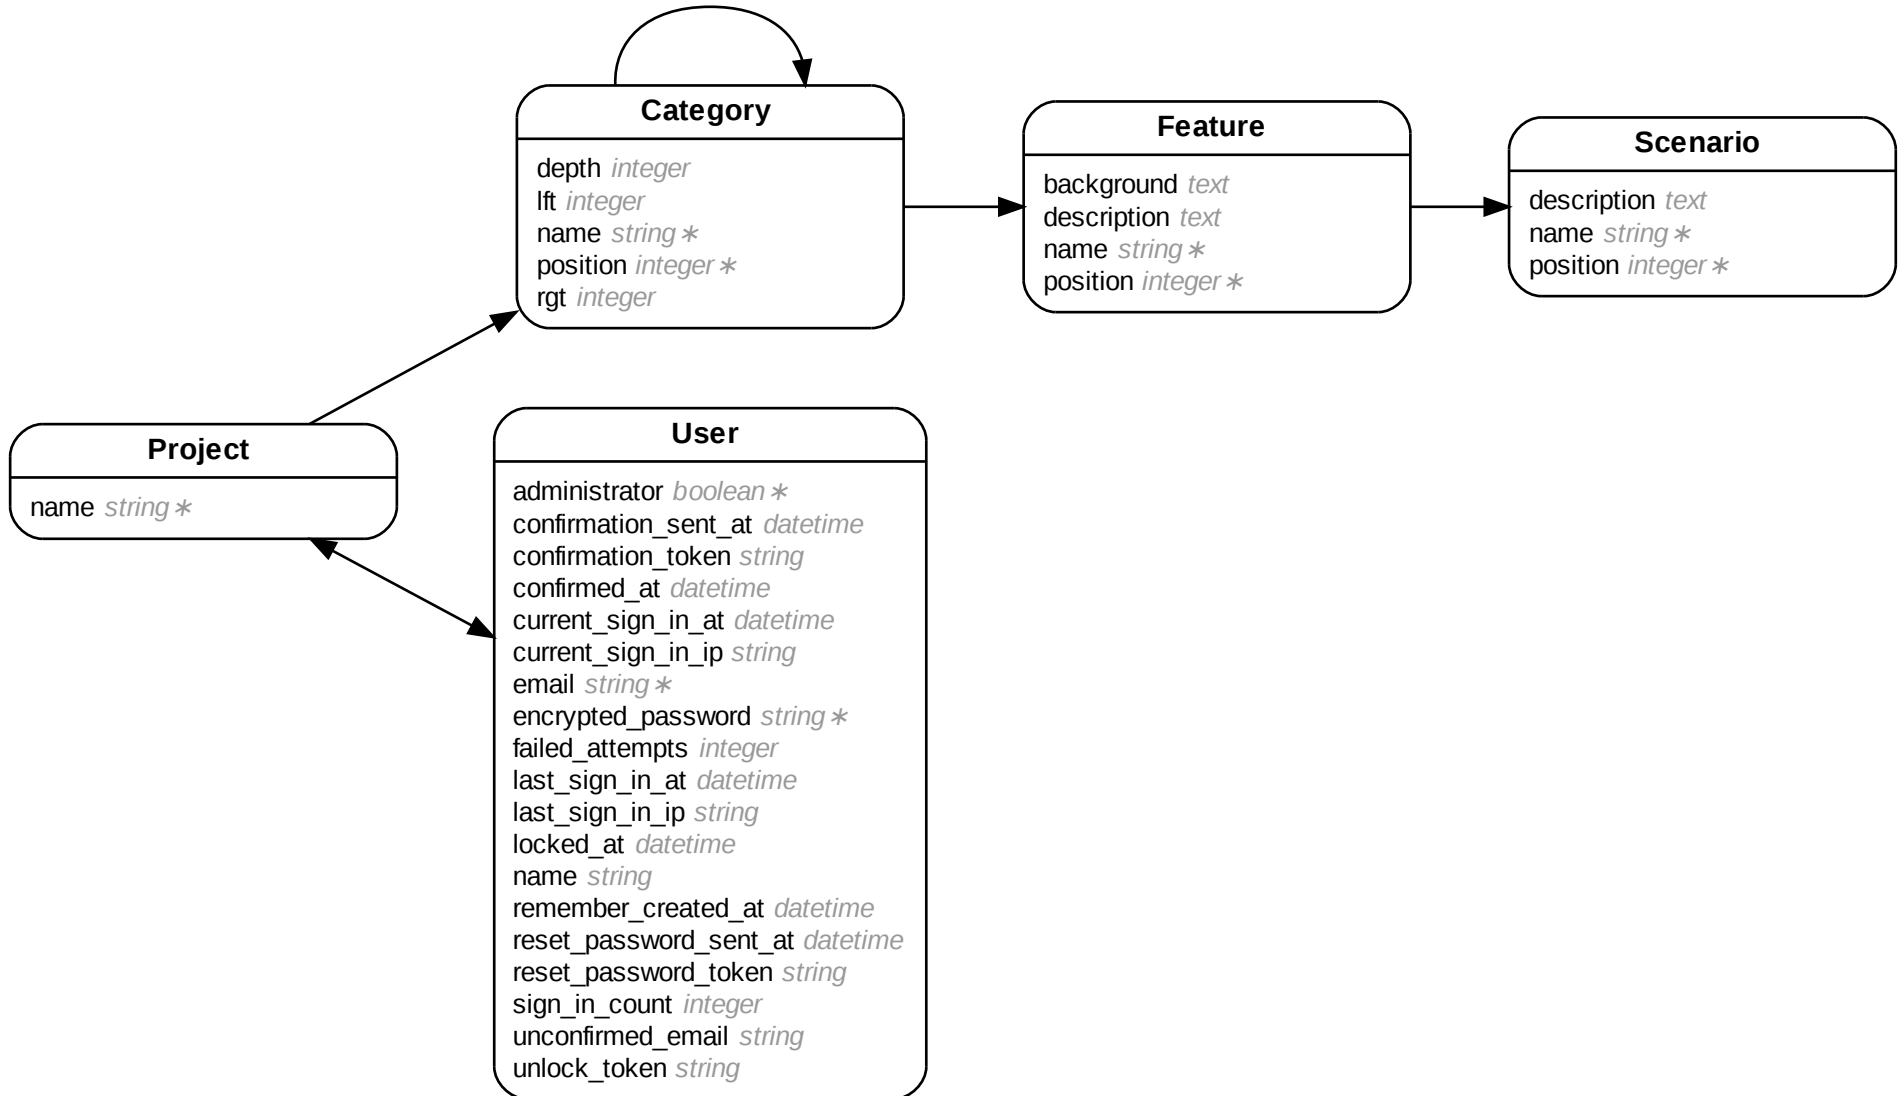 Category
depth integer
lft integer
name string ∗
position integer ∗
rgt integer
Feature
background text
description text
name string ∗
position integer ∗
Scenario
description text
name string ∗
position integer ∗
Project
name string ∗
User
administrator boolean ∗
confirmation_sent_at datetime
confirmation_token string
confirmed_at datetime
current_sign_in_at datetime
current_sign_in_ip string
email string ∗
encrypted_password string ∗
failed_attempts integer
last_sign_in_at datetime
last_sign_in_ip string
locked_at datetime
name string
remember_created_at datetime
reset_password_sent_at datetime
reset_password_token string
sign_in_count integer
unconfirmed_email string
unlock_token string